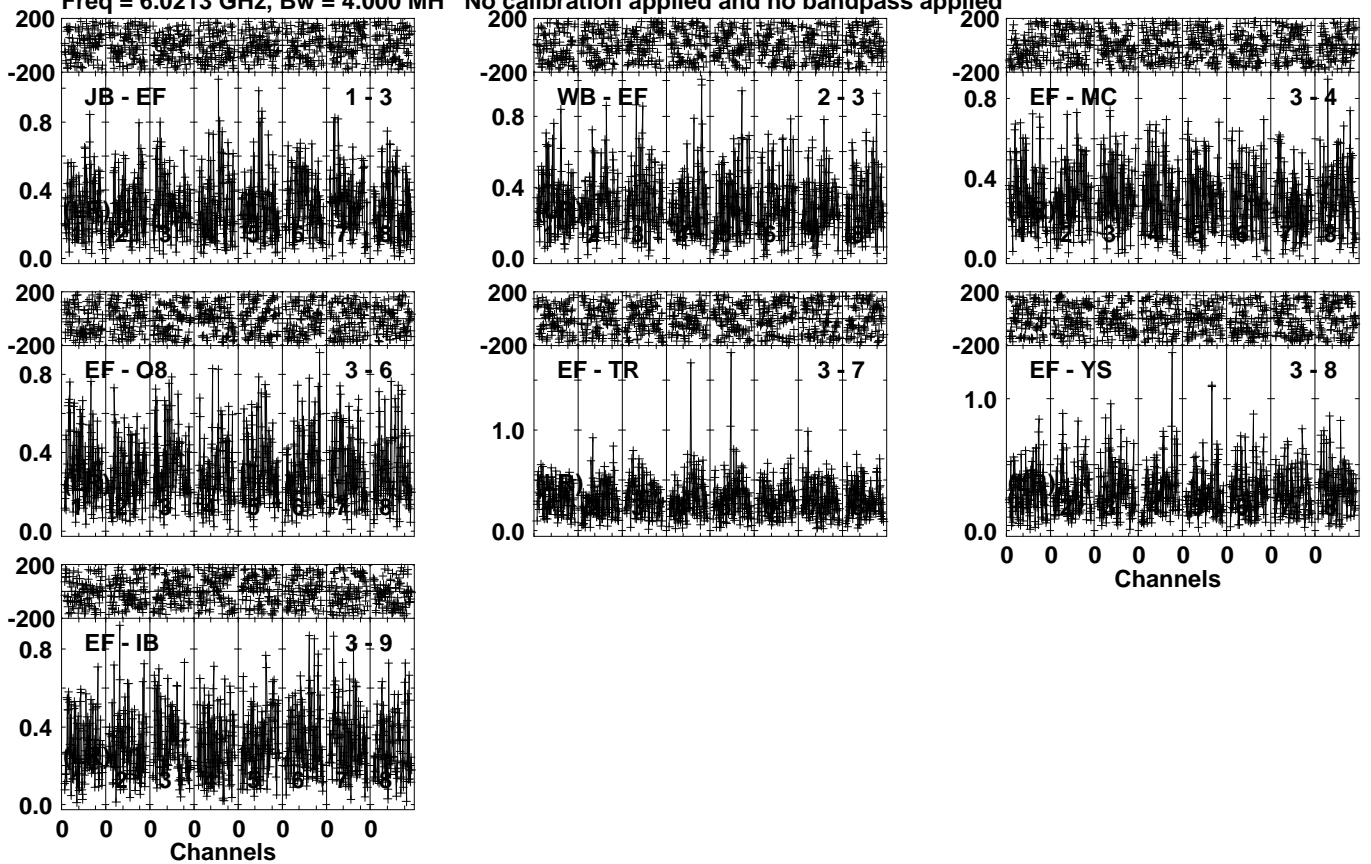 Freq = 6.0213 GHz, Bw = 4.000 MH No calibration applied and no bandpass applied
200 200 200
-200 -200 -200
JB - EF 1 - 3 WB - EF 2 - 3 EF - MC 3 - 4
0.8 0.8 0.8
0.4 0.4 0.4
0.0 0.0 0.0
200 200 200
-200 -200 -200
EF - O8 3 - 6 EF - TR 3 - 7 EF - YS 3 - 8
0.8 1.0 1.0
0.4
0.0 0.0 0.0
0 0 0 0 0 0 0 0
Channels
200
-200
EF - IB 3 - 9
0.8
0.4
0.0
0 0 0 0 0 0 0 0
Channels